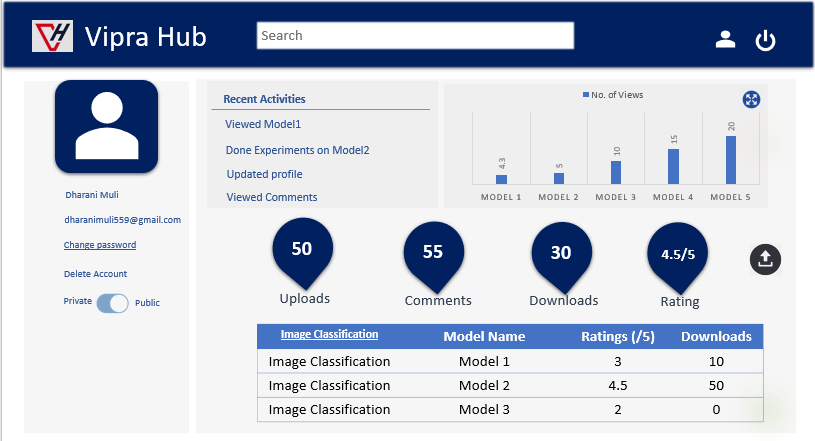 VH Vipra Hub
Search
Dharani Muli
dharanimuli559@gmail.com
Change password
Delete Account
Private Public
Recent Activities
Viewed Model1
Done Experiments on Model2
Updated profile
Viewed Comments
No. of Views
4.3 5 10 15 20
MODEL 1 MODEL 2 MODEL 3 MODEL 4 MODEL 5
50 55 30 4.5/5
Uploads Comments Downloads Rating
Image Classification Model Name Ratings (/5) Downloads
Image Classification Model 1 3 10
Image Classification Model 2 4.5 50
Image Classification Model 3 2 0